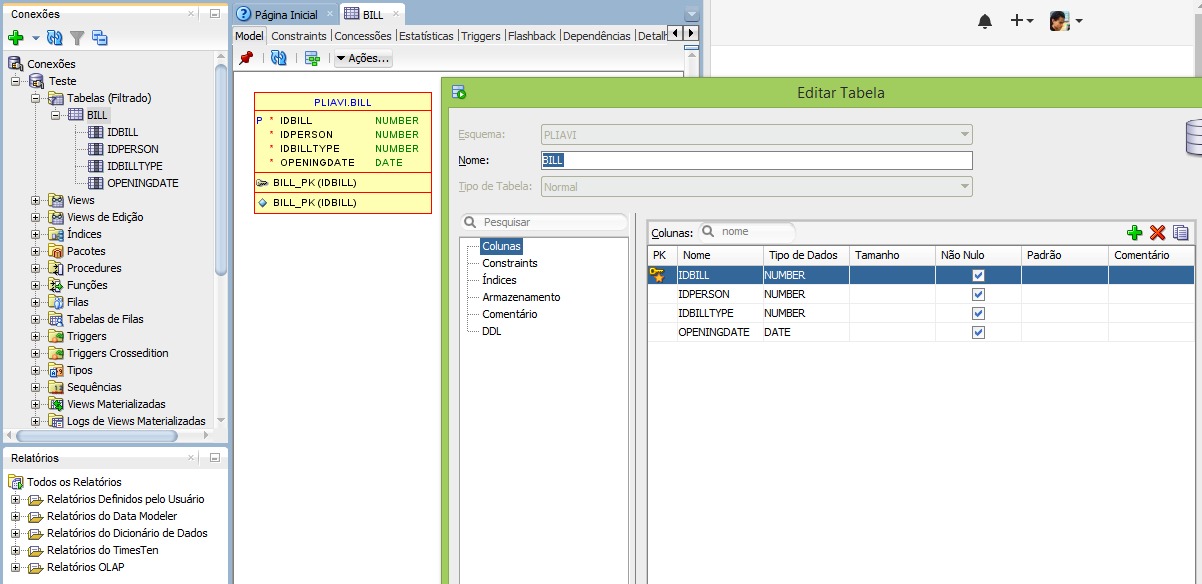 Conexões
Conexões
Teste
Tabelas (Filtrado)
BILL
IDBILL
IDPERSON
IDBILLTYPE
OPENINGDATE
Views
Views de Edição
Índices
Pacotes
Procedures
Funções
Filas
Tabelas de Filas
Triggers
Triggers Crossedition
Tipos
Sequências
Views Materializadas
Logs de Views Materializadas
Relatórios
Todos os Relatórios
Relatórios Definidos pelo Usuário
Relatórios do Data Modeler
Relatórios do Dicionário de Dados
Relatórios do TimesTen
Relatórios OLAP
Página Inicial BILL
Model Constraints Concessões Estatísticas Triggers Flashback Dependências Detalh
Ações...
PLIAVI.BILL
P * IDBILL NUMBER
* IDPERSON NUMBER
* IDBILLTYPE NUMBER
* OPENINGDATE DATE
BILL_PK (IDBILL)
BILL_PK (IDBILL)
Editar Tabela
Esquema: PLIAVI
Nome: BILL
Tipo de Tabela: Normal
Pesquisar
Colunas
Constraints
Índices
Armazenamento
Comentário
DDL
Colunas: nome
PK Nome Tipo de Dados Tamanho Não Nulo Padrão Comentário
IDBILL NUMBER
IDPERSON NUMBER
IDBILLTYPE NUMBER
OPENINGDATE DATE